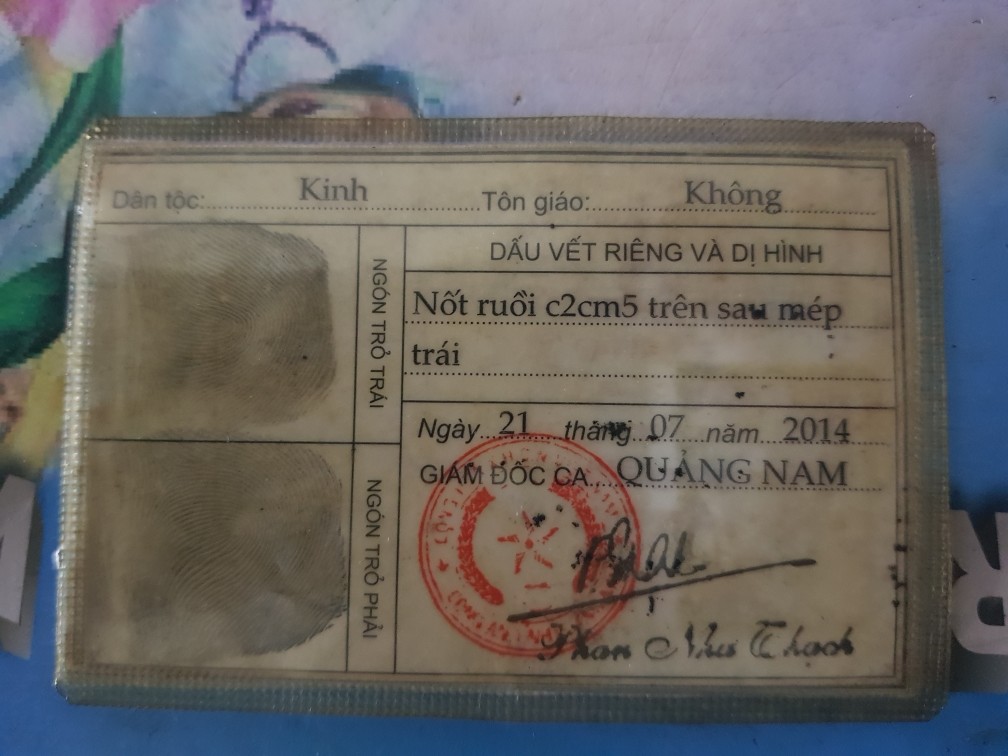 Dân tộc: Kinh Tôn giáo: Không
DẤU VẾT RIÊNG VÀ DỊ HÌNH
Nốt ruồi c2cm5 trên sau mép
trái
NGÓN TRỎ TRÁI
NGÓN TRỎ PHẢI
Ngày 21 tháng 07 năm 2014
GIÁM ĐỐC CA QUẢNG NAM
Phan Như Thạch
R